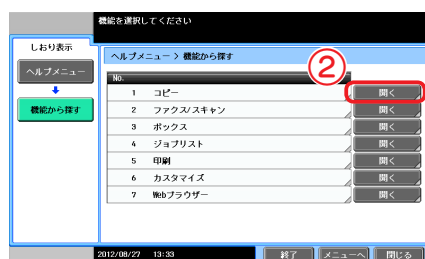 機能を選択してください
しおり表示
ヘルプメニュー
機能から探す
ヘルプメニュー > 機能から探す
②
No.
1 コピー 開く
2 ファクス/スキャン 開く
3 ボックス 開く
4 ジョブリスト 開く
5 印刷 開く
6 カスタマイズ 開く
7 Webブラウザー 開く
2012/08/27 13:33 終了 メニューへ 閉じる